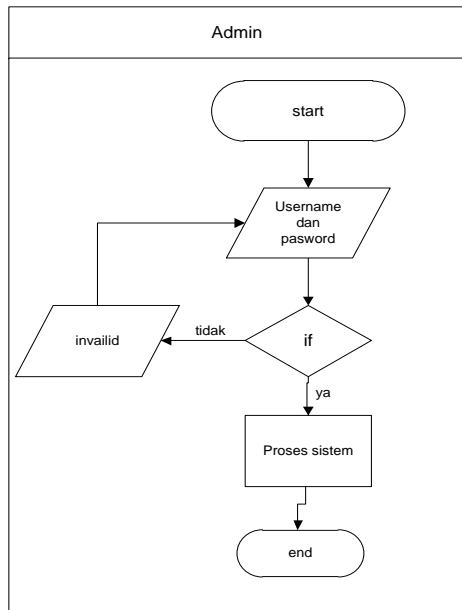 Admin
start
Username
dan
pasword
if
tidak
invailid
ya
Proses sistem
end